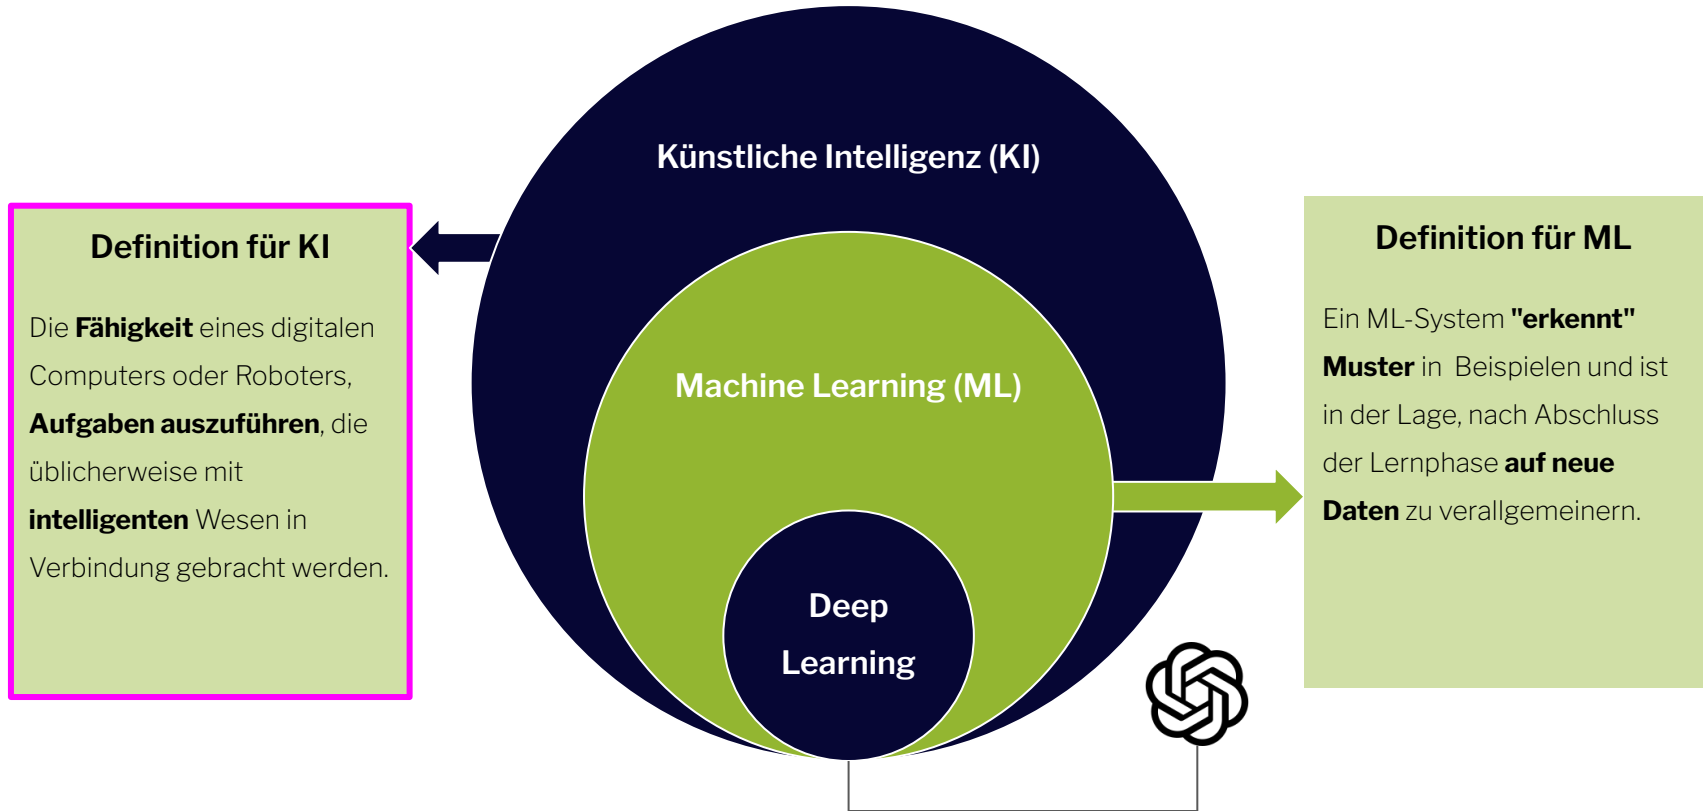 Künstliche Intelligenz (KI)
Definition für KI
Die Fähigkeit eines digitalen
Computers oder Roboters,
Aufgaben auszuführen, die
üblicherweise mit
intelligenten Wesen in
Verbindung gebracht werden.
Machine Learning (ML)
Deep
Learning
Definition für ML
Ein ML-System "erkennt"
Muster in  Beispielen und ist
in der Lage, nach Abschluss
der Lernphase auf neue
Daten zu verallgemeinern.